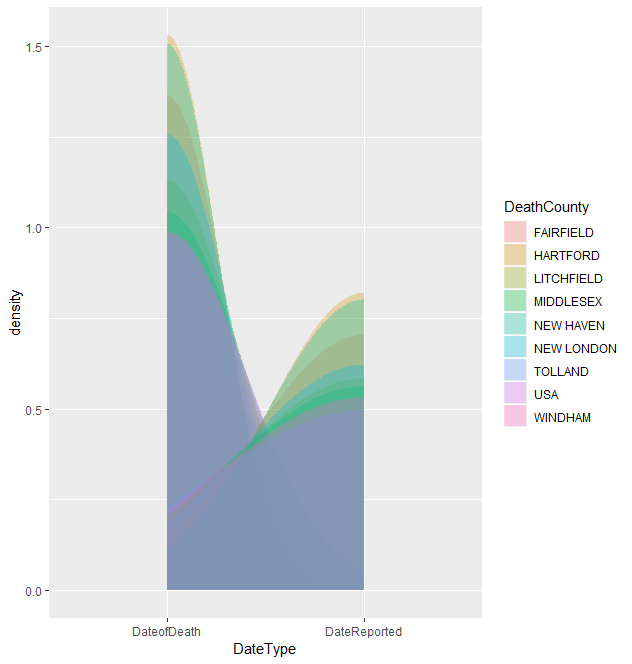 1.5
1.0
0.5
0.0
density
DateofDeath
DateReported
DateType
DeathCounty
FAIRFIELD
HARTFORD
LITCHFIELD
MIDDLESEX
NEW HAVEN
NEW LONDON
TOLLAND
USA
WINDHAM